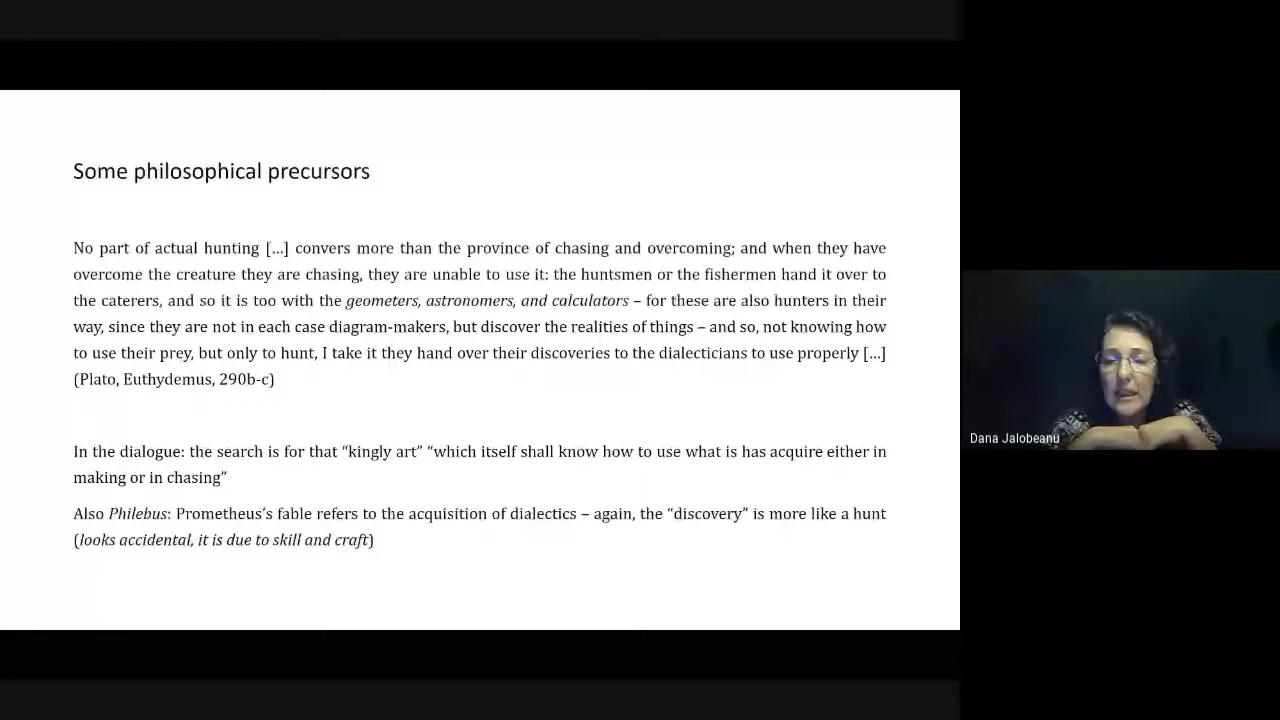 Some philosophical precursors
No part of actual hunting [...] convers more than the province of chasing and overcoming; and when they have
overcome the creature they are chasing, they are unable to use it: the huntsmen or the fishermen hand it over to
the caterers, and so it is too with the geometers, astronomers, and calculators – for these are also hunters in their
way, since they are not in each case diagram-makers, but discover the realities of things – and so, not knowing how
to use their prey, but only to hunt, I take it they hand over their discoveries to the dialecticians to use properly [...]
(Plato, Euthydemus, 290b-c)
In the dialogue: the search is for that “kingly art” “which itself shall know how to use what is has acquire either in
making or in chasing”
Also Philebus: Prometheus’s fable refers to the acquisition of dialectics – again, the “discovery” is more like a hunt
(looks accidental, it is due to skill and craft)
Dana Jalobeanu